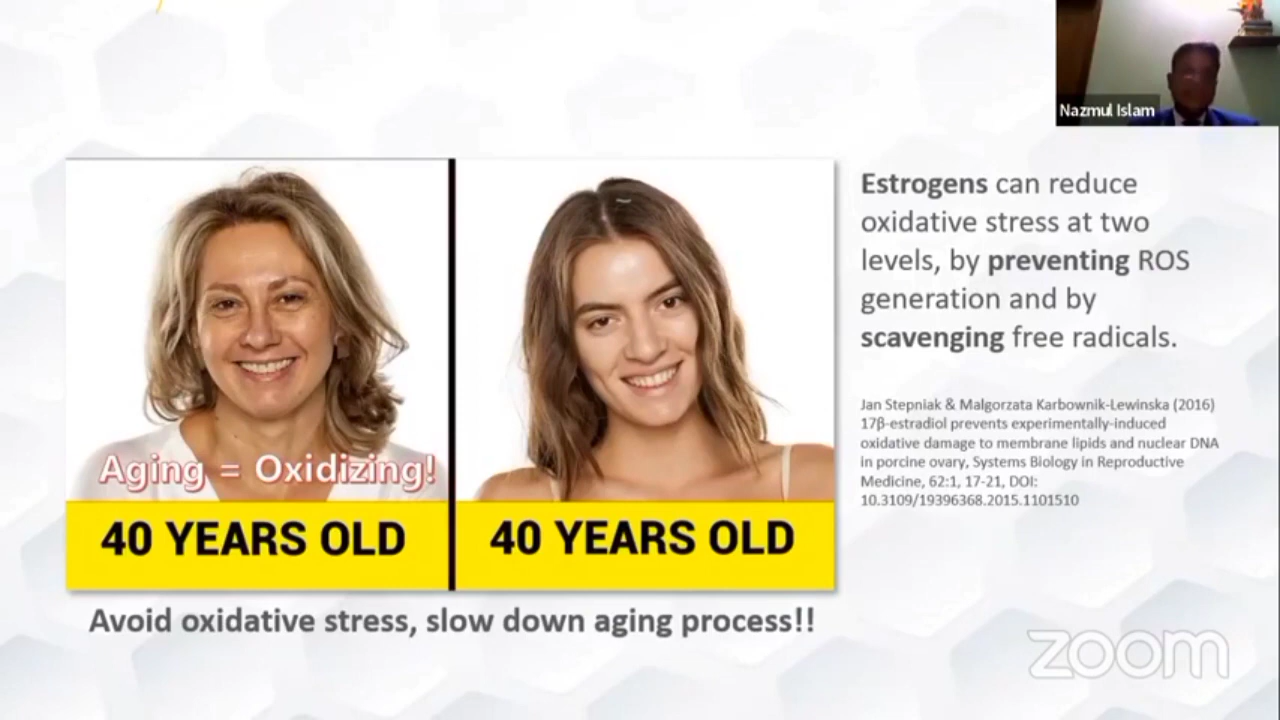 Nazmul Islam
Aging = Oxidizing!
40 YEARS OLD
40 YEARS OLD
Avoid oxidative stress, slow down aging process!!
Estrogens can reduce
oxidative stress at two
levels, by preventing ROS
generation and by
scavenging free radicals.
Jan Stepniak & Malgorzata Karbownik-Lewinska (2016)
17β-estradiol prevents experimentally-induced
oxidative damage to membrane lipids and nuclear DNA
in porcine ovary, Systems Biology in Reproductive
Medicine, 62:1, 17-21, DOI:
10.3109/19396368.2015.1101510
zoom